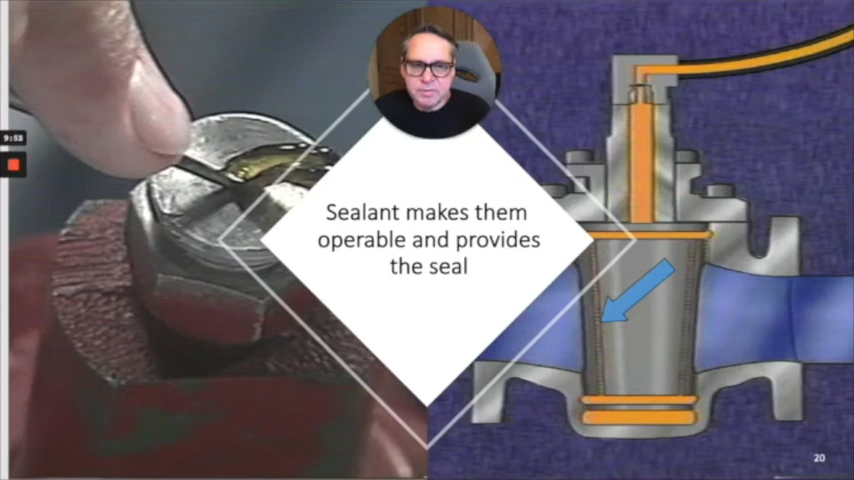 9:53
Sealant makes them
operable and provides
the seal
20